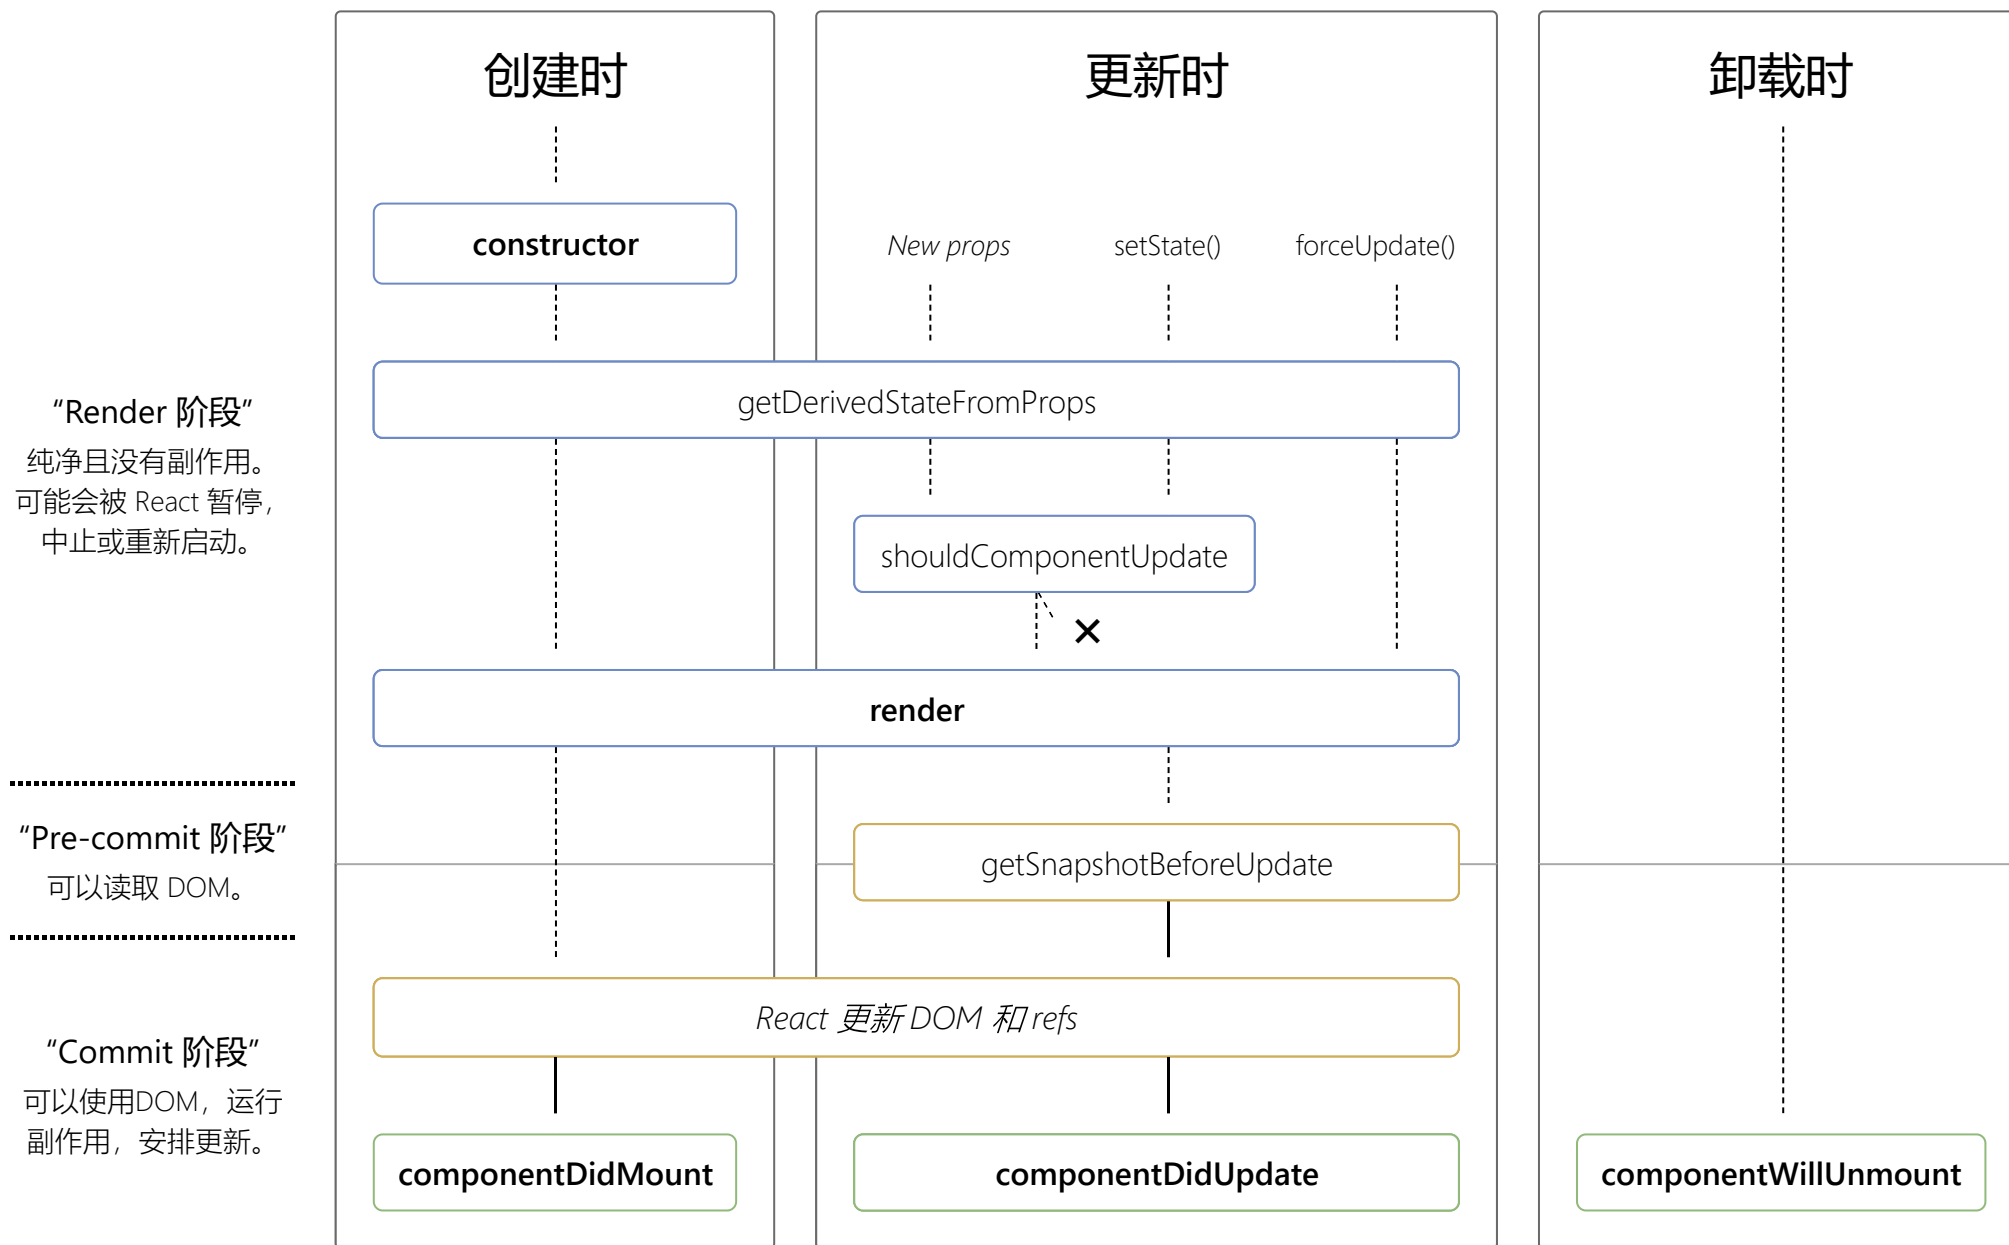 创建时
更新时
卸载时
constructor
New props
setState()
forceUpdate()
getDerivedStateFromProps
“Render 阶段”
纯净且没有副作用。
可能会被 React 暂停，
中止或重新启动。
shouldComponentUpdate
render
“Pre-commit 阶段”
可以读取 DOM。
getSnapshotBeforeUpdate
React 更新 DOM 和 refs
“Commit 阶段”
可以使用DOM，运行
副作用，安排更新。
componentDidMount
componentDidUpdate
componentWillUnmount